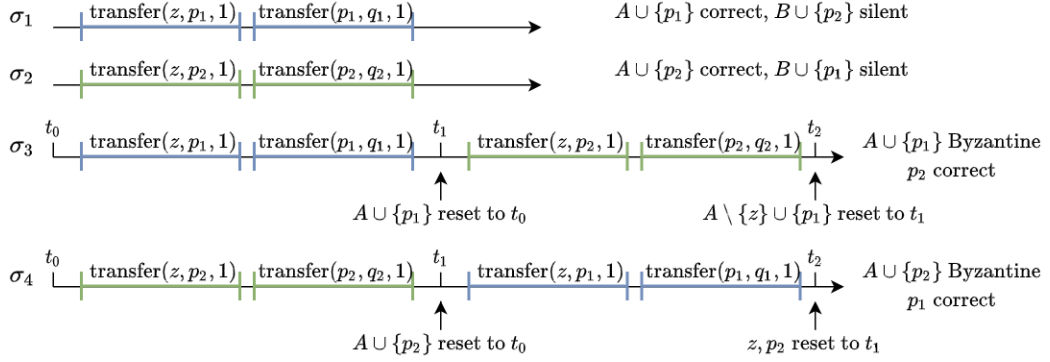 σ₁ transfer(z, p₁, 1) transfer(p₁, q₁, 1) A ∪ {p₁} correct, B ∪ {p₂} silent
σ₂ transfer(z, p₂, 1) transfer(p₂, q₂, 1) A ∪ {p₂} correct, B ∪ {p₁} silent
t₀ t₁ t₂
σ₃ transfer(z, p₁, 1) transfer(p₁, q₁, 1) transfer(z, p₂, 1) transfer(p₂, q₂, 1) A ∪ {p₁} Byzantine
p₂ correct
A ∪ {p₁} reset to t₀ A \ {z} ∪ {p₁} reset to t₁
t₀ t₁ t₂
σ₄ transfer(z, p₂, 1) transfer(p₂, q₂, 1) transfer(z, p₁, 1) transfer(p₁, q₁, 1) A ∪ {p₂} Byzantine
p₁ correct
A ∪ {p₂} reset to t₀ z, p₂ reset to t₁